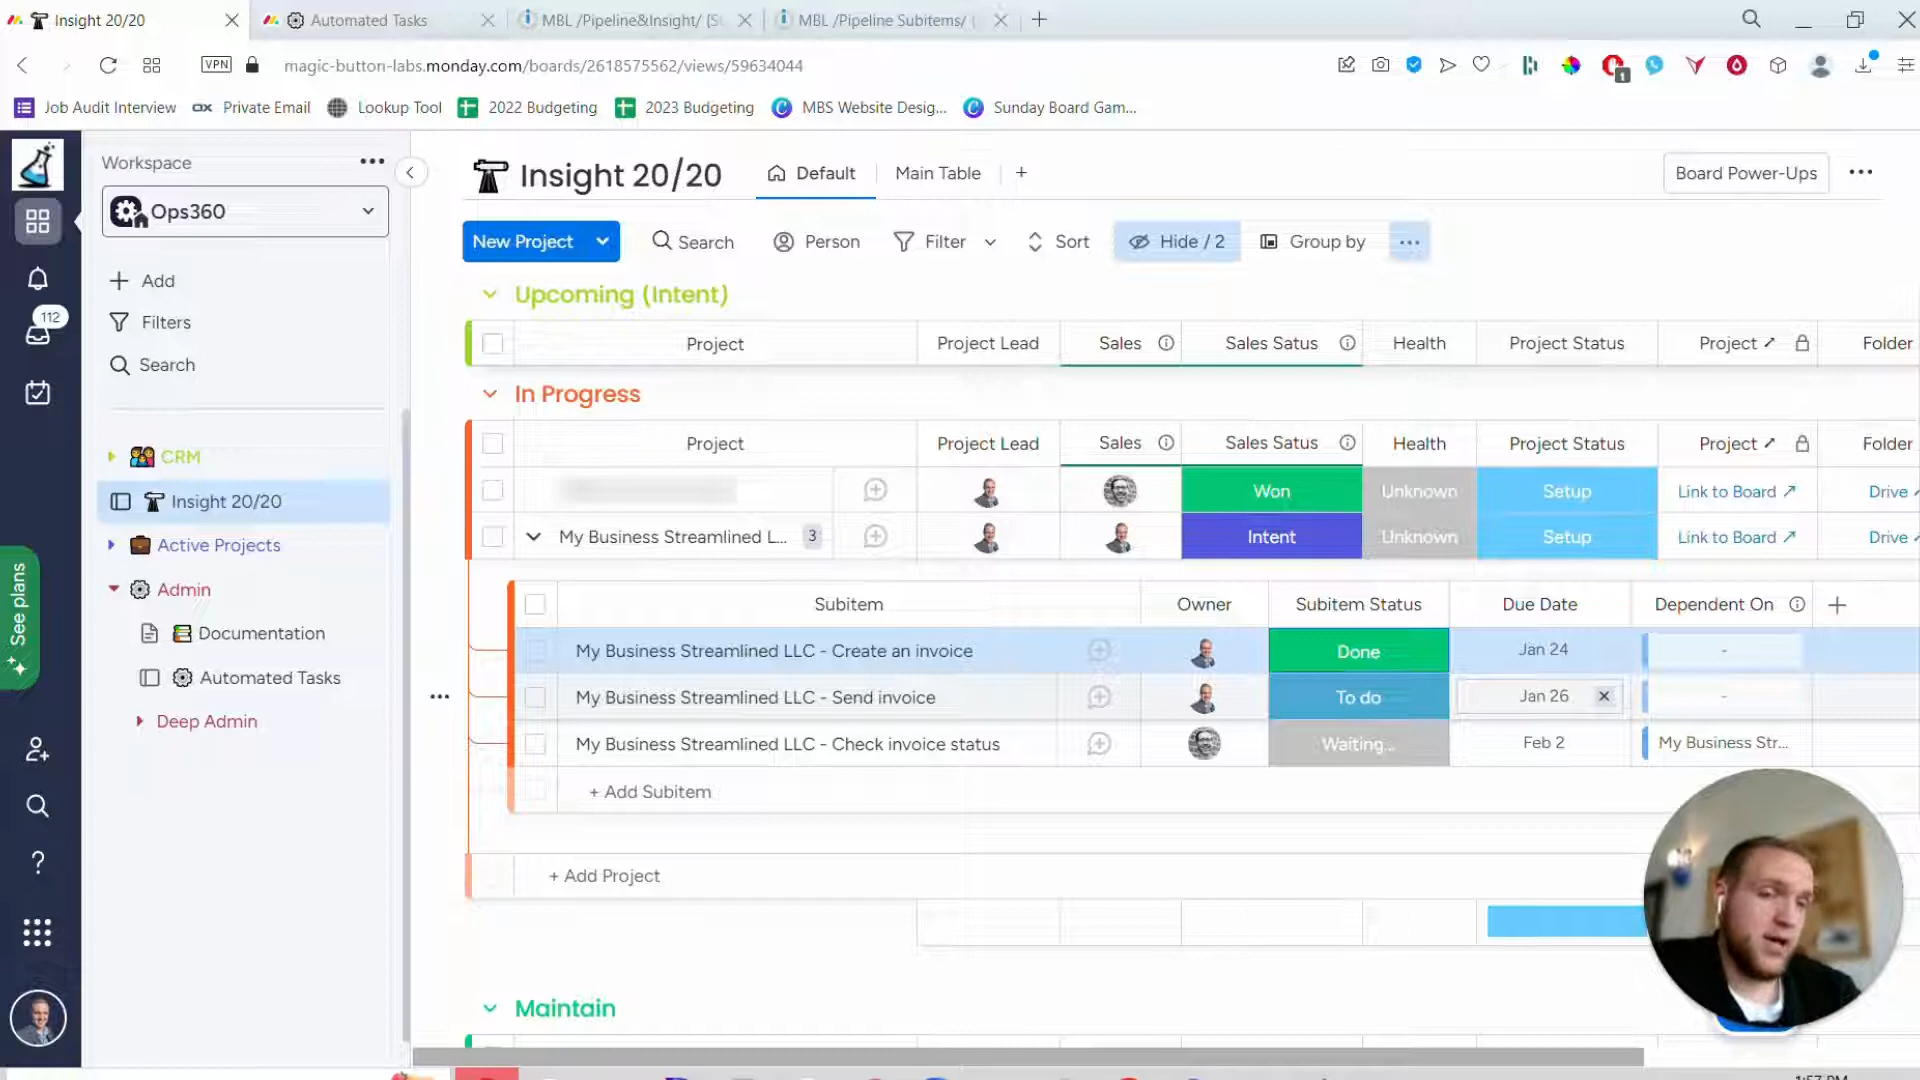 Insight 20/20
Automated Tasks
MBL /Pipeline&Insight/ (S
MBL /Pipeline Subitems/ (
VPN
magic-button-labs.monday.com/boards/2618575562/views/59634044
1
Job Audit Interview
OX Private Email
Lookup Tool
2022 Budgeting
2023 Budgeting
MBS Website Desig...
Sunday Board Gam...
Workspace
Ops360
Add
Filters
Search
112
CRM
Insight 20/20
Active Projects
Admin
Documentation
Automated Tasks
Deep Admin
See plans
Insight 20/20
Default
Main Table
Board Power-Ups
New Project
Search
Person
Filter
Sort
Hide / 2
Group by
Upcoming (Intent)
Project Project Lead Sales Sales Satus Health Project Status Project Folder
In Progress
Project Project Lead Sales Sales Satus Health Project Status Project Folder
Won Unknown Setup Link to Board Drive
My Business Streamlined L... 3 Intent Unknown Setup Link to Board Drive
Subitem Owner Subitem Status Due Date Dependent On
My Business Streamlined LLC - Create an invoice Done Jan 24 -
My Business Streamlined LLC - Send invoice To do Jan 26 -
My Business Streamlined LLC - Check invoice status Waiting... Feb 2 My Business Str...
+ Add Subitem
+ Add Project
Maintain